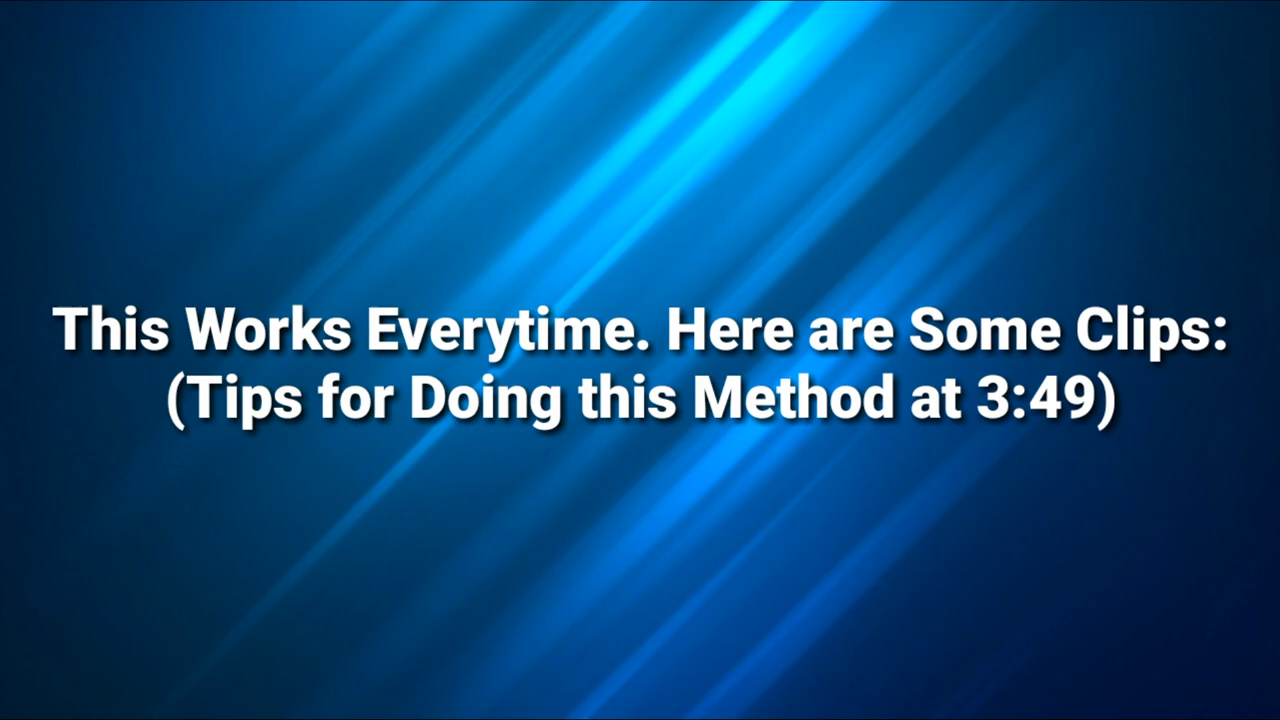 This Works Everytime. Here are Some Clips:
(Tips for Doing this Method at 3:49)